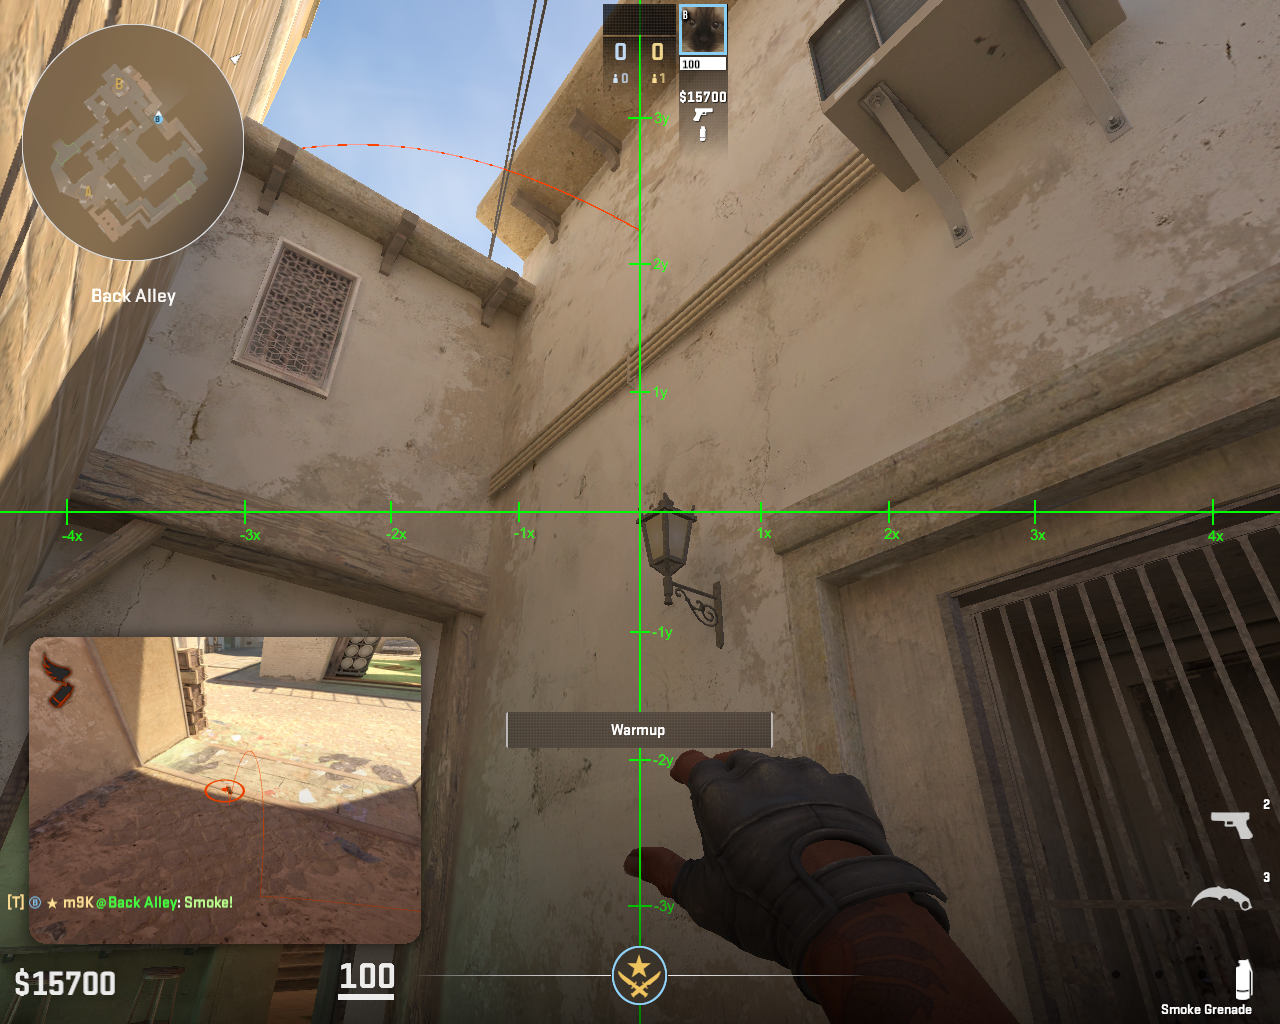 B
100
0 0
0 1
$15700
B
B
A
Back Alley
3y
2y
1y
-4x -3x -2x -1x 1x 2x 3x 4x
-1y
Warmup
-2y
2
3
[T] B ★ m9K @ Back Alley: Smoke!
-3y
$15700
100
Smoke Grenade